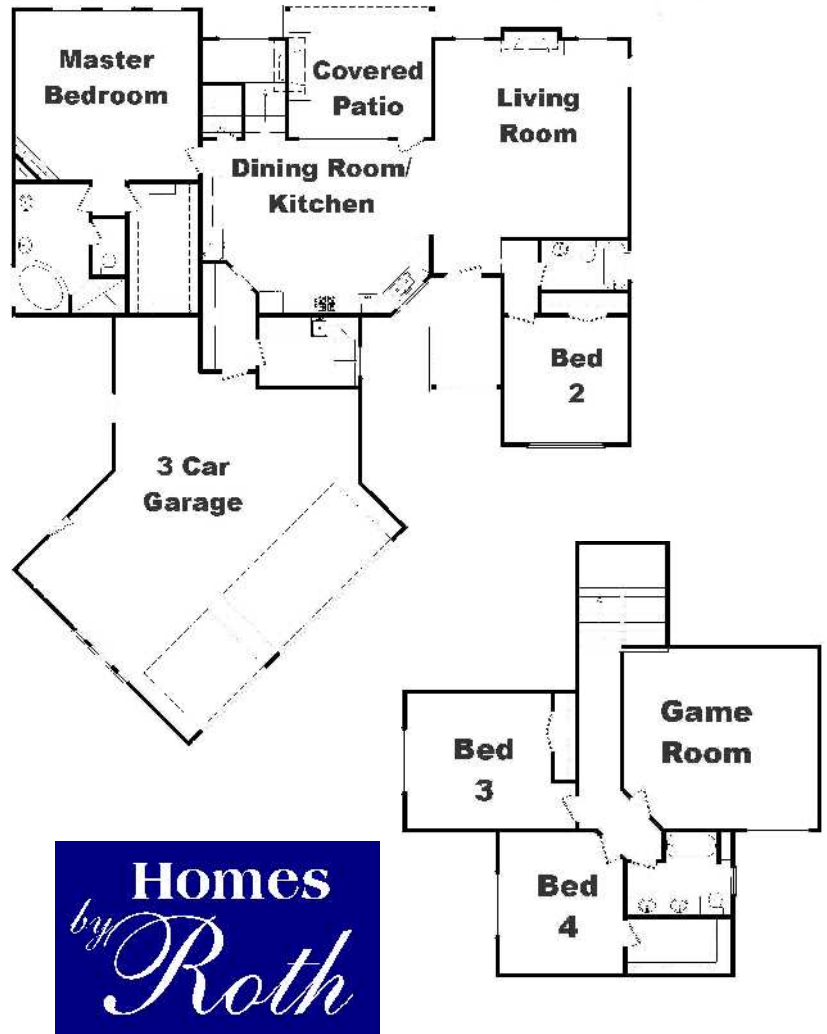 Master
Bedroom
Covered
Patio
Living
Room
Dining Room/
Kitchen
Bed
2
3 Car
Garage
Game
Room
Bed
3
Bed
4
Homes
by
Roth